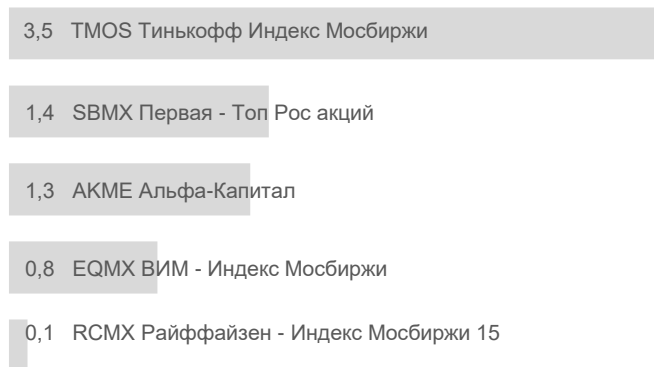 3,5 TMOS Тинькофф Индекс Мосбиржи
1,4 SBMX Первая - Топ Рос акций
1,3 AKME Альфа-Капитал
0,8 EQMX ВИМ - Индекс Мосбиржи
0,1 RCMX Райффайзен - Индекс Мосбиржи 15